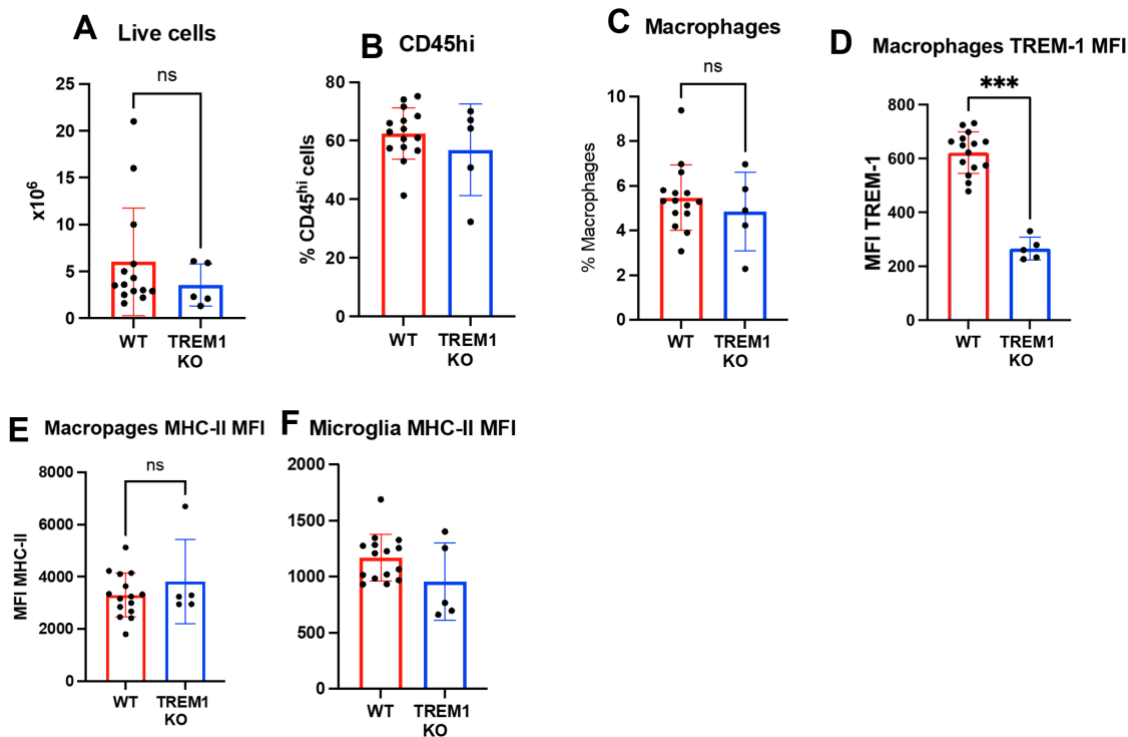 A Live cells
ns
25
20
15
10
5
0
x10⁶
WT TREM1
KO
B CD45hi
80
60
40
20
0
% CD45ʰⁱ cells
WT TREM1
KO
C Macrophages
ns
10
8
6
4
2
0
% Macrophages
WT TREM1
KO
D Macrophages TREM-1 MFI
***
800
600
400
200
0
MFI TREM-1
WT TREM1
KO
E Macropages MHC-II MFI
ns
8000
6000
4000
2000
0
MFI MHC-II
WT TREM1
KO
F Microglia MHC-II MFI
2000
1500
1000
500
0
WT TREM1
KO